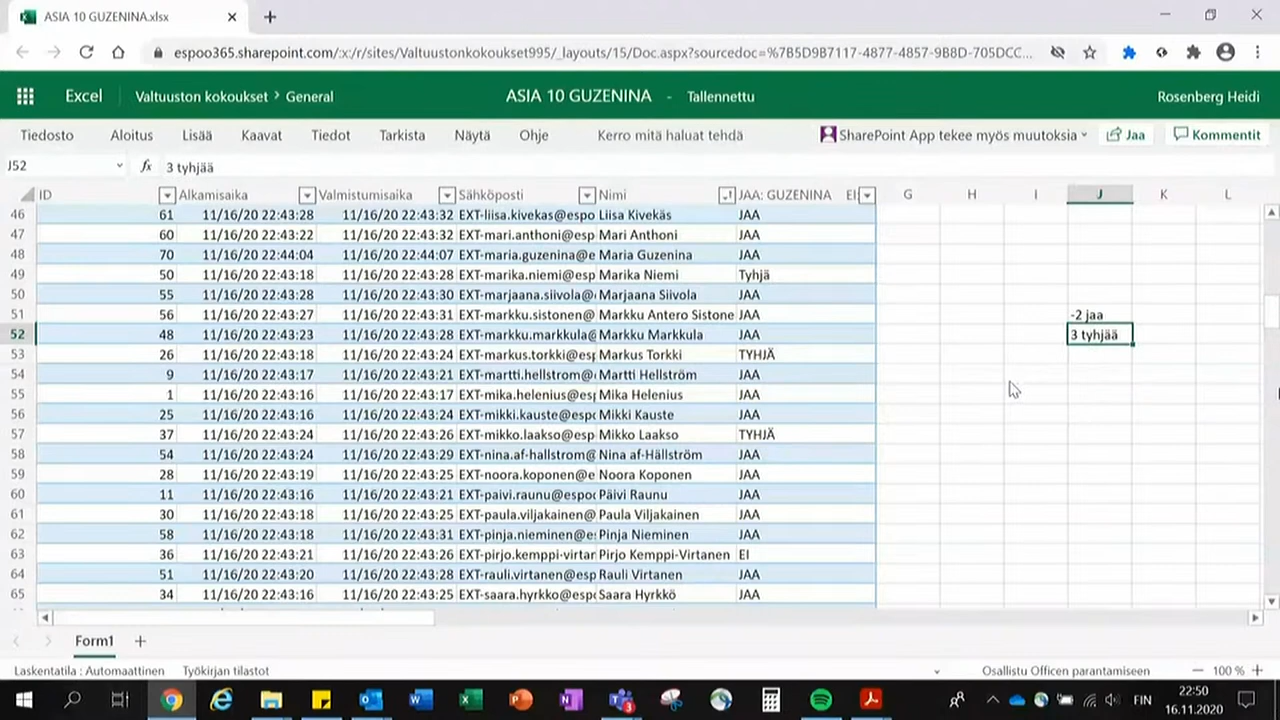 ASIA 10 GUZENINA.xlsx
espoo365.sharepoint.com/:x:/r/sites/Valtuustonkokoukset995/_layouts/15/Doc.aspx?sourcedoc=%7B5D9B7117-4877-4857-9B8D-705DCC...
Excel Valtuuston kokoukset > General ASIA 10 GUZENINA - Tallennettu Rosenberg Heidi
Tiedosto Aloitus Lisää Kaavat Tiedot Tarkista Näytä Ohje Kerro mitä haluat tehdä SharePoint App tekee myös muutoksia Jaa Kommentit
J52 fx 3 tyhjää
ID Alkamisaika Valmistumisaika Sähköposti Nimi JAA: GUZENINA EI G H I J K L
46 61 11/16/20 22:43:28 11/16/20 22:43:32 EXT-liisa.kivekas@espo Liisa Kivekäs JAA
47 60 11/16/20 22:43:22 11/16/20 22:43:32 EXT-mari.anthoni@esp Mari Anthoni JAA
48 70 11/16/20 22:44:04 11/16/20 22:44:07 EXT-maria.guzenina@e Maria Guzenina JAA
49 50 11/16/20 22:43:18 11/16/20 22:43:28 EXT-marika.niemi@esp Marika Niemi Tyhjä
50 55 11/16/20 22:43:28 11/16/20 22:43:30 EXT-marjaana.siivola@ Marjaana Siivola JAA
51 56 11/16/20 22:43:27 11/16/20 22:43:31 EXT-markku.sistonen@ Markku Antero Sistone JAA -2 jaa
52 48 11/16/20 22:43:23 11/16/20 22:43:28 EXT-markku.markkula@ Markku Markkula JAA 3 tyhjää
53 26 11/16/20 22:43:18 11/16/20 22:43:24 EXT-markus.torkki@esp Markus Torkki TYHJÄ
54 9 11/16/20 22:43:17 11/16/20 22:43:21 EXT-martti.hellstrom@ Martti Hellström JAA
55 1 11/16/20 22:43:16 11/16/20 22:43:17 EXT-mika.helenius@esp Mika Helenius JAA
56 25 11/16/20 22:43:16 11/16/20 22:43:24 EXT-mikki.kauste@espo Mikki Kauste JAA
57 37 11/16/20 22:43:24 11/16/20 22:43:26 EXT-mikko.laakso@esp Mikko Laakso TYHJÄ
58 54 11/16/20 22:43:24 11/16/20 22:43:29 EXT-nina.af-hallstrom@ Nina af-Hällström JAA
59 28 11/16/20 22:43:19 11/16/20 22:43:25 EXT-noora.koponen@e Noora Koponen JAA
60 11 11/16/20 22:43:16 11/16/20 22:43:21 EXT-paivi.raunu@espo Päivi Raunu JAA
61 30 11/16/20 22:43:18 11/16/20 22:43:25 EXT-paula.viljakainen@ Paula Viljakainen JAA
62 58 11/16/20 22:43:18 11/16/20 22:43:31 EXT-pinja.nieminen@e Pinja Nieminen JAA
63 36 11/16/20 22:43:21 11/16/20 22:43:26 EXT-pirjo.kemppi-virtar Pirjo Kemppi-Virtanen EI
64 51 11/16/20 22:43:20 11/16/20 22:43:28 EXT-rauli.virtanen@esp Rauli Virtanen JAA
65 34 11/16/20 22:43:16 11/16/20 22:43:25 EXT-saara.hyrkko@esp Saara Hyrkkö JAA
Form1
Laskentatila : Automaattinen Työkirjan tilastot Osallistu Officen parantamiseen 100 %
FIN 22:50
16.11.2020